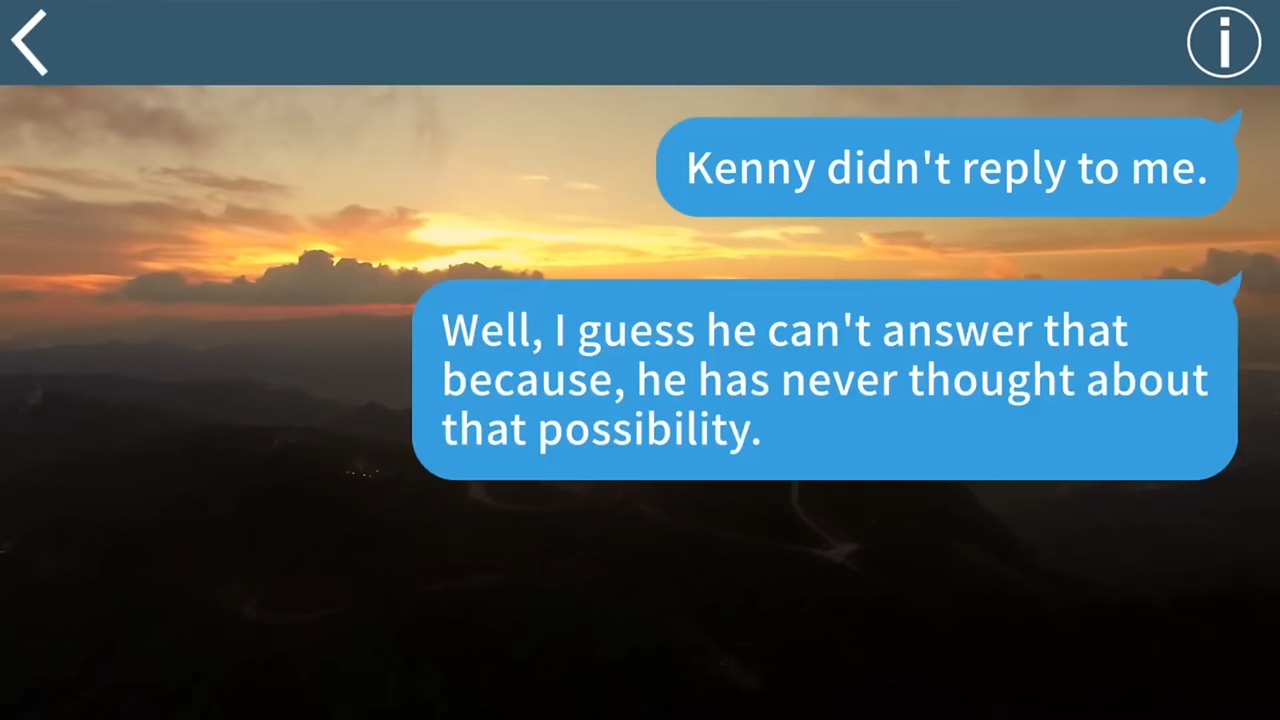 Kenny didn't reply to me.
Well, I guess he can't answer that
because, he has never thought about
that possibility.